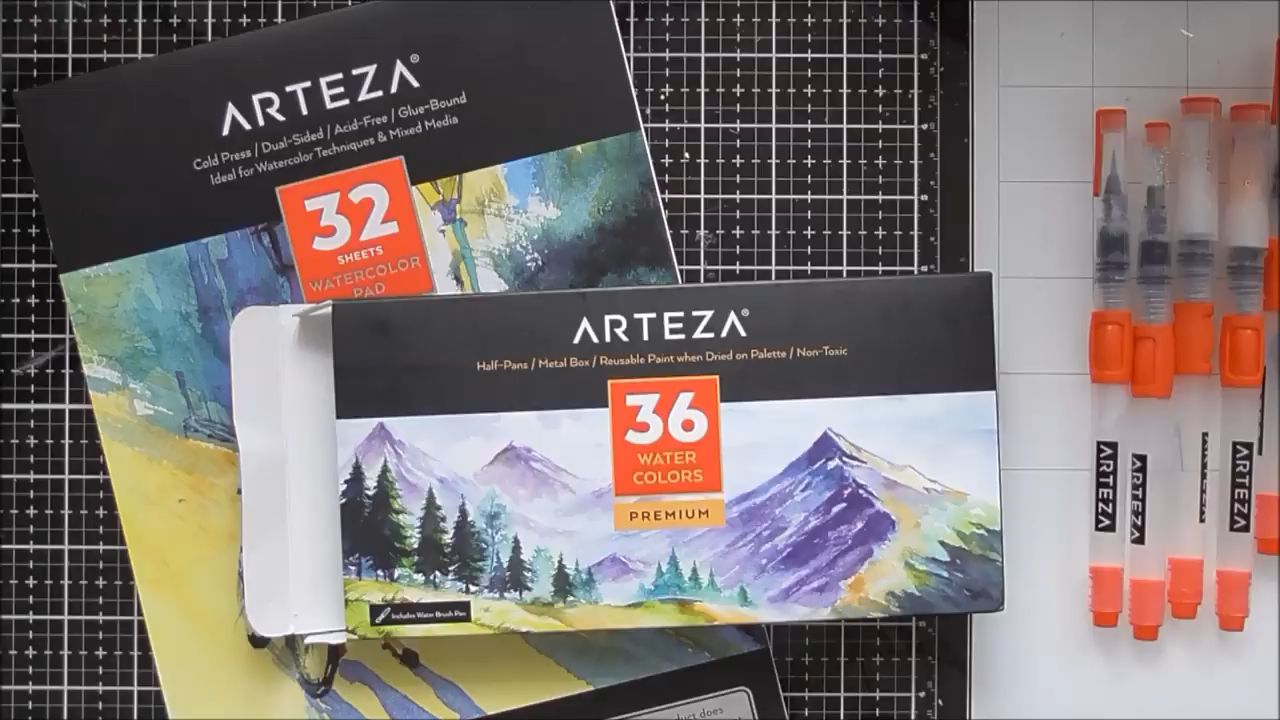 ARTEZA®
Cold Press / Dual-Sided / Acid-Free / Glue-Bound
Ideal for Watercolor Techniques & Mixed Media
32
SHEETS
WATERCOLOR
PAD
ARTEZA®
Half-Pans / Metal Box / Reusable Paint when Dried on Palette / Non-Toxic
36
WATER
COLORS
PREMIUM
Includes Water Brush Pen
ARTEZA
ARTEZA
ARTEZA
ARTEZA
duct does